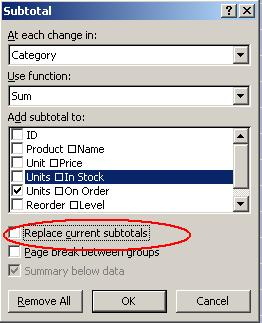 Subtotal
At each change in:
Category
Use function:
Sum
Add subtotal to:
ID
Product □Name
Unit □Price
Units □In Stock
Units □On Order
Reorder □Level
Replace current subtotals
Page break between groups
Summary below data
Remove All
OK
Cancel